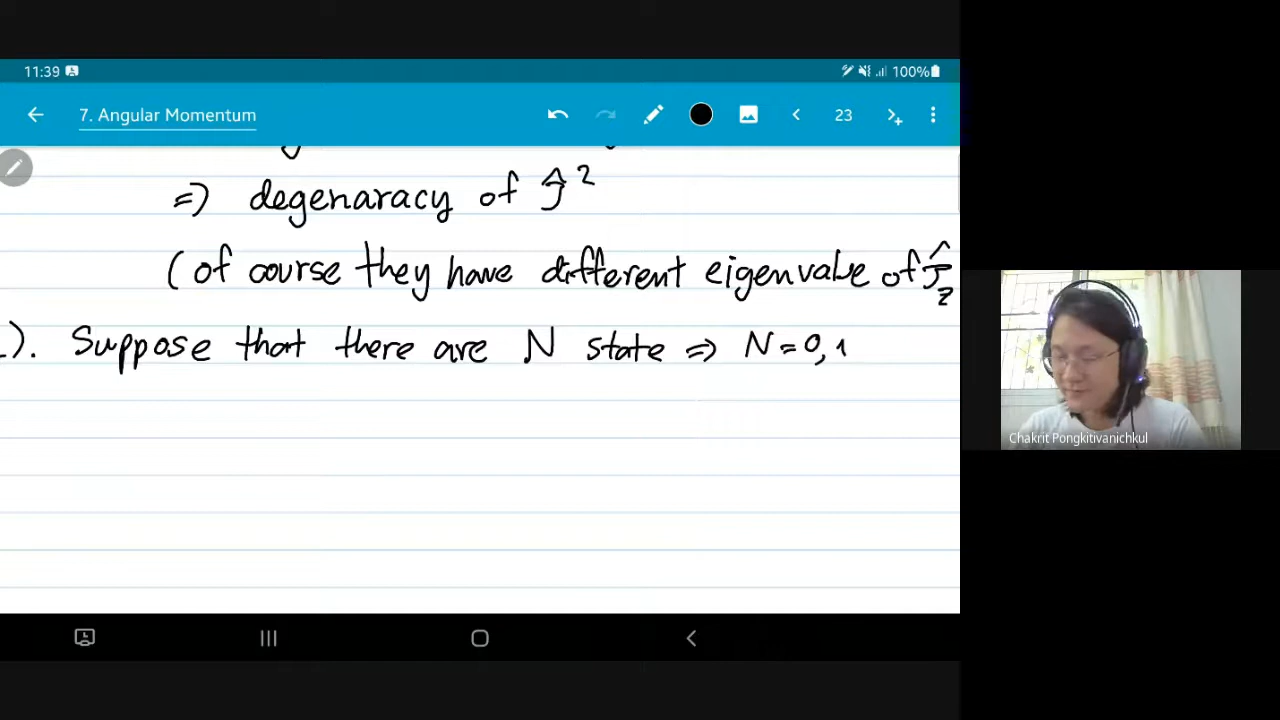 11:39 100%
7. Angular Momentum 23
=> degenaracy of Ĵ²
(of course they have different eigenvalue of Ĵz
). Suppose that there are N state => N=0,1
Chakrit Pongkitivanichkul